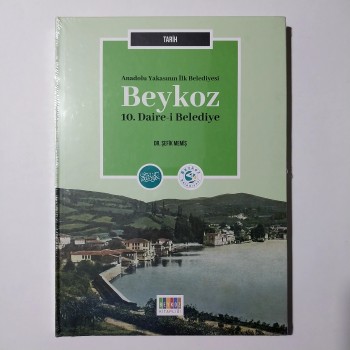 TARİH
Anadolu Yakasının İlk Belediyesi
Beykoz
10. Daire-i Belediye
DR. ŞEFİK MEMİŞ